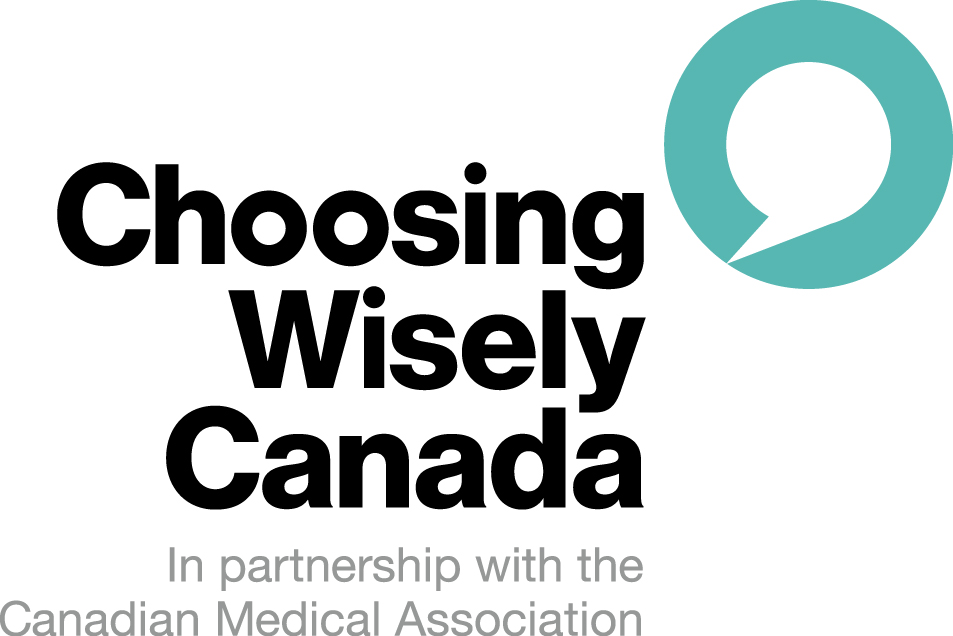 Choosing
Wisely
Canada
In partnership with the
Canadian Medical Association